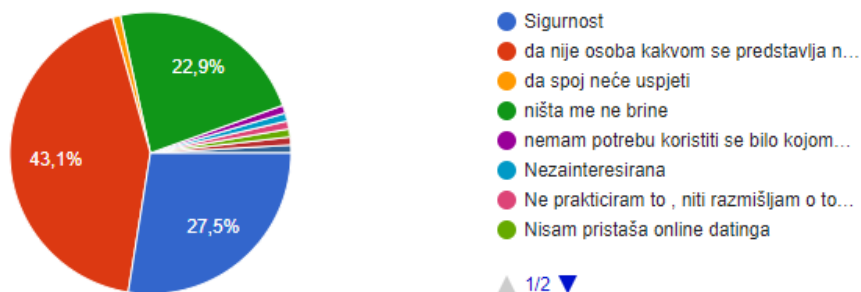 22,9%
43,1%
27,5%
Sigurnost
da nije osoba kakvom se predstavlja n...
da spoj neće uspjeti
ništa me ne brine
nemam potrebu koristiti se bilo kojom...
Nezainteresirana
Ne prakticiram to , niti razmišljam o to...
Nisam pristaša online datinga
1/2